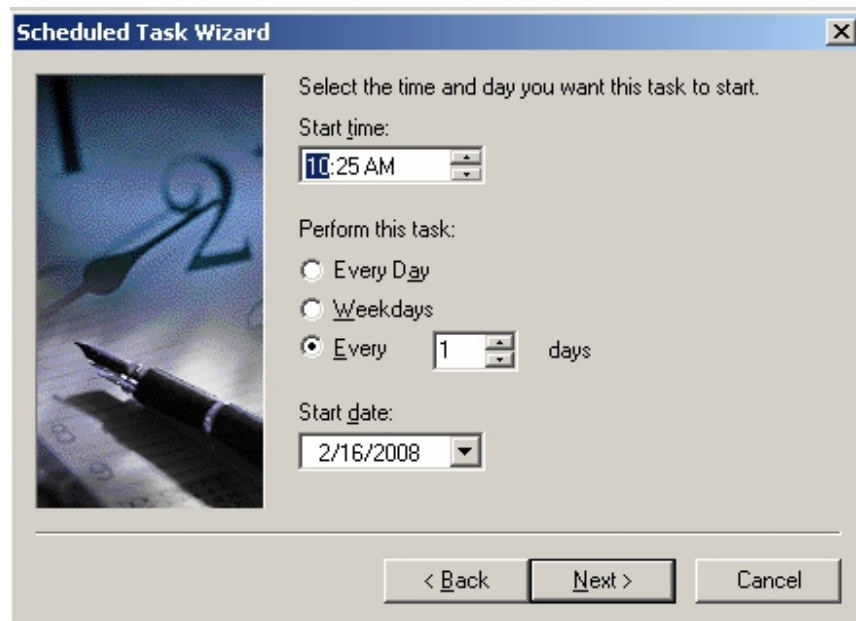 Scheduled Task Wizard
Select the time and day you want this task to start.
Start time:
10:25 AM
Perform this task:
Every Day
Weekdays
Every 1 days
Start date:
2/16/2008
< Back Next > Cancel